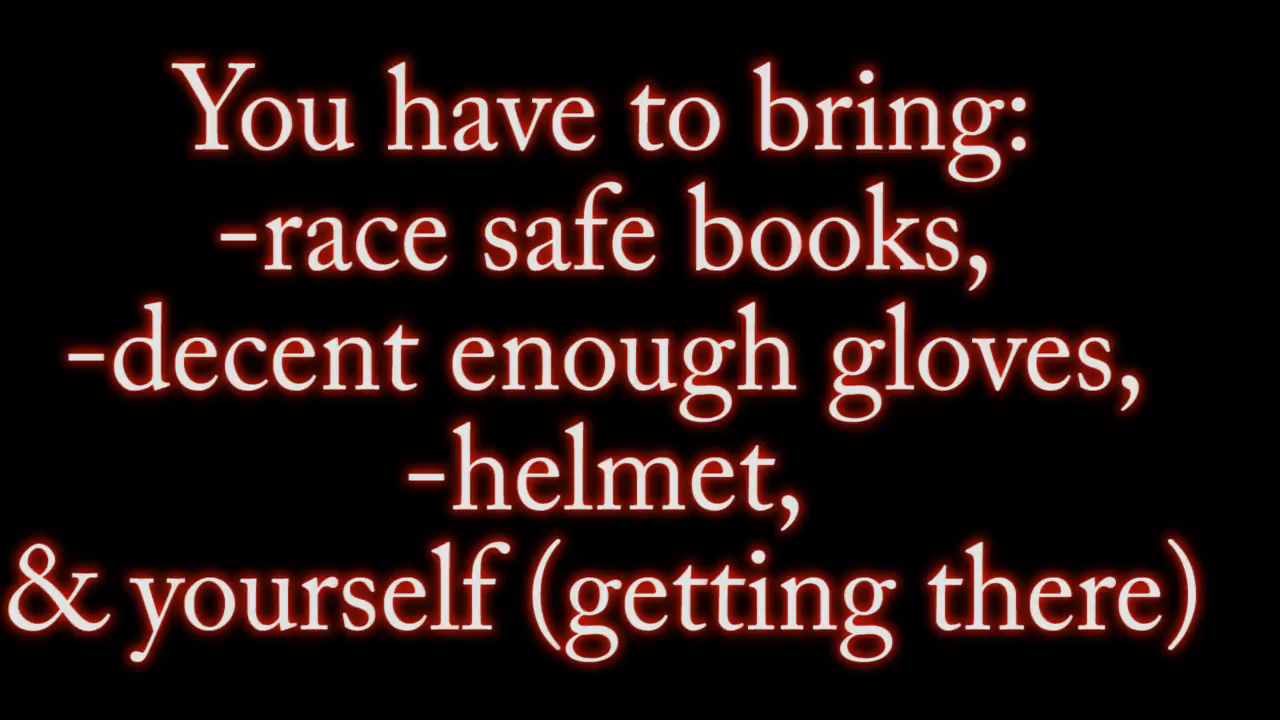 You have to bring:
-race safe books,
-decent enough gloves,
-helmet,
& yourself (getting there)